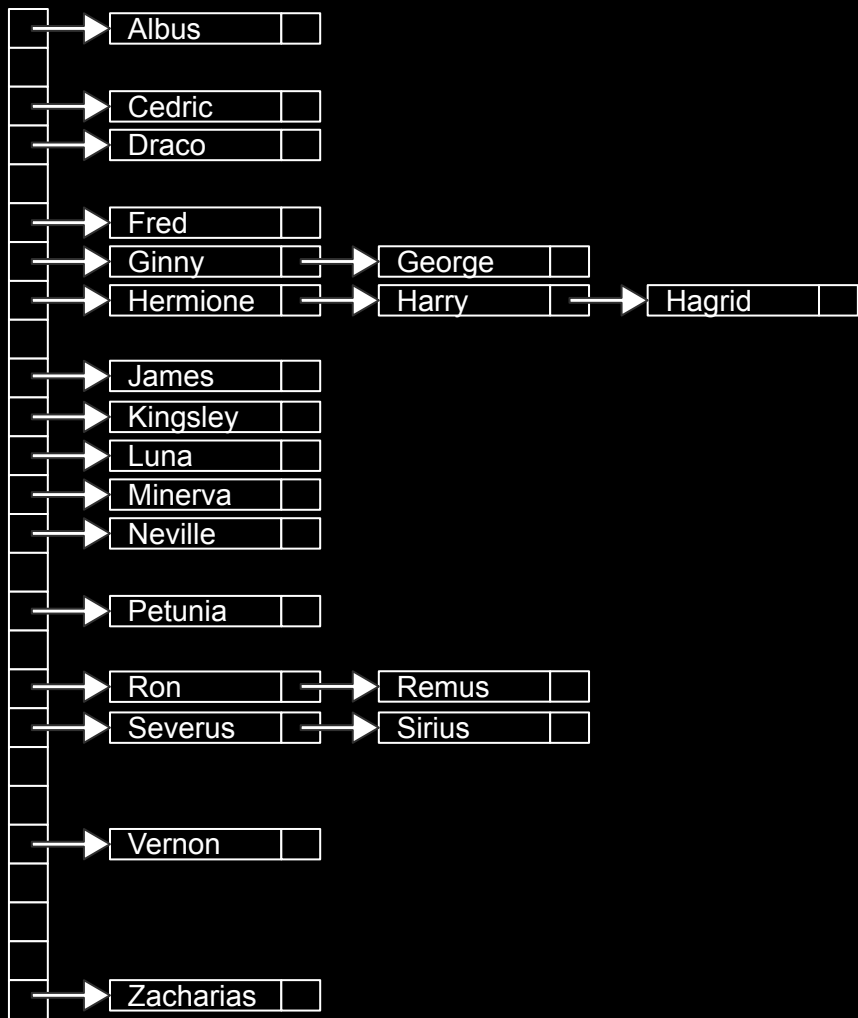 Albus
Cedric
Draco
Fred
Ginny George
Hermione Harry Hagrid
James
Kingsley
Luna
Minerva
Neville
Petunia
Ron Remus
Severus Sirius
Vernon
Zacharias